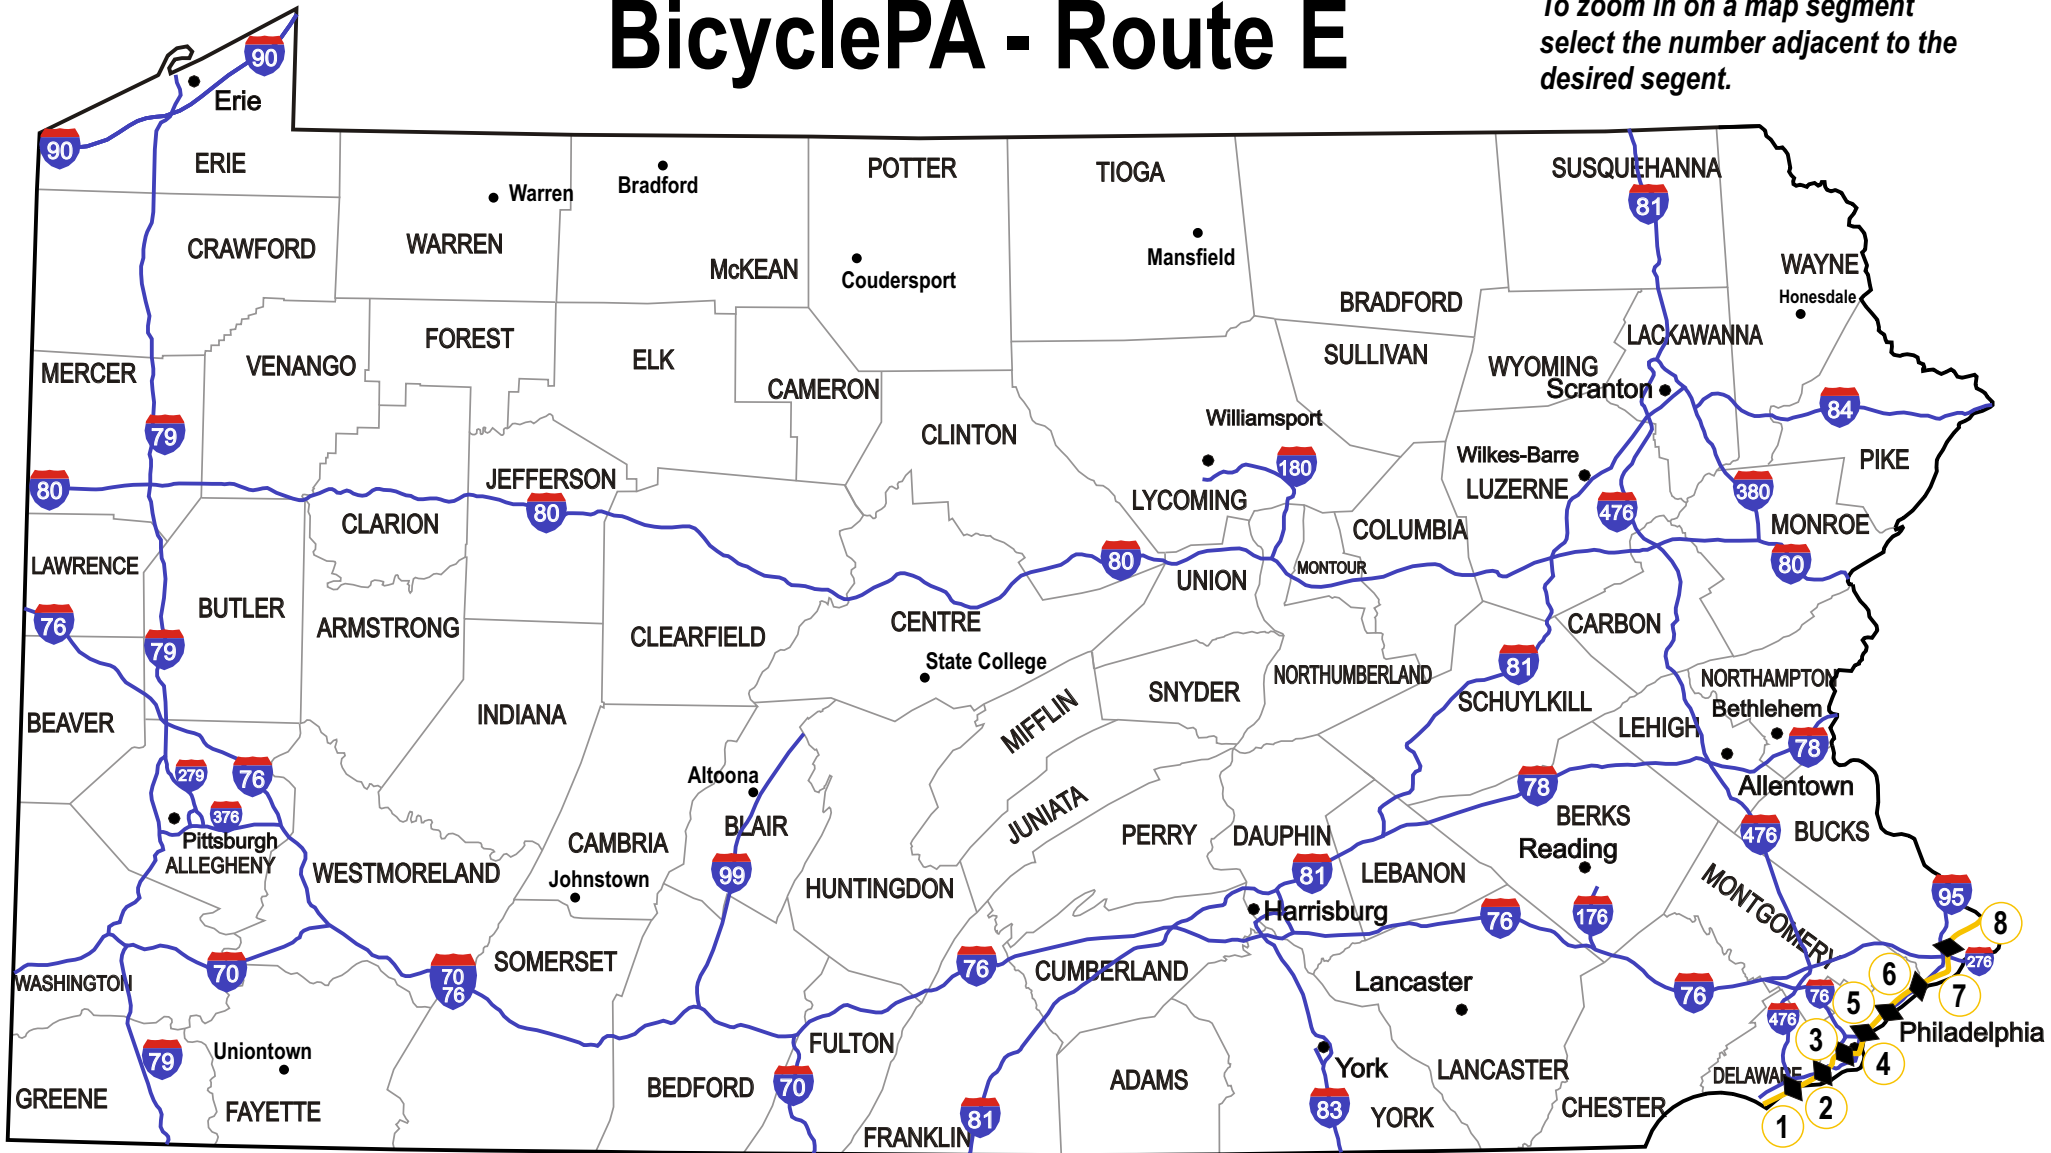 BicyclePA - Route E
To zoom in on a map segment
select the number adjacent to the
desired segent.
90
Erie
90
ERIE
Warren
Bradford
POTTER
TIOGA
SUSQUEHANNA
81
CRAWFORD
WARREN
McKEAN
Coudersport
Mansfield
WAYNE
Honesdale
BRADFORD
FOREST
VENANGO
MERCER
ELK
CAMERON
SULLIVAN
WYOMING
LACKAWANNA
Scranton
84
79
CLINTON
Williamsport
180
Wilkes-Barre
LUZERNE
PIKE
80
JEFFERSON
80
CLARION
LYCOMING
COLUMBIA
476
380
MONROE
LAWRENCE
80
UNION
MONTOUR
80
76
79
BUTLER
ARMSTRONG
CLEARFIELD
CENTRE
State College
CARBON
81
BEAVER
INDIANA
MIFFLIN
SNYDER
NORTHUMBERLAND
SCHUYLKILL
NORTHAMPTON
Bethlehem
LEHIGH
78
279
76
Altoona
78
Allentown
376
Pittsburgh
ALLEGHENY
CAMBRIA
BLAIR
JUNIATA
PERRY
DAUPHIN
BERKS
Reading
476
BUCKS
WESTMORELAND
Johnstown
99
HUNTINGDON
81
LEBANON
MONTGOMERY
95
Harrisburg
76
176
8
WASHINGTON
70
70
76
SOMERSET
76
CUMBERLAND
Lancaster
76
276
6
7
76
5
476
Philadelphia
79
Uniontown
FULTON
York
3
4
GREENE
FAYETTE
BEDFORD
70
ADAMS
LANCASTER
DELAWARE
FRANKLIN
81
83
YORK
CHESTER
2
1